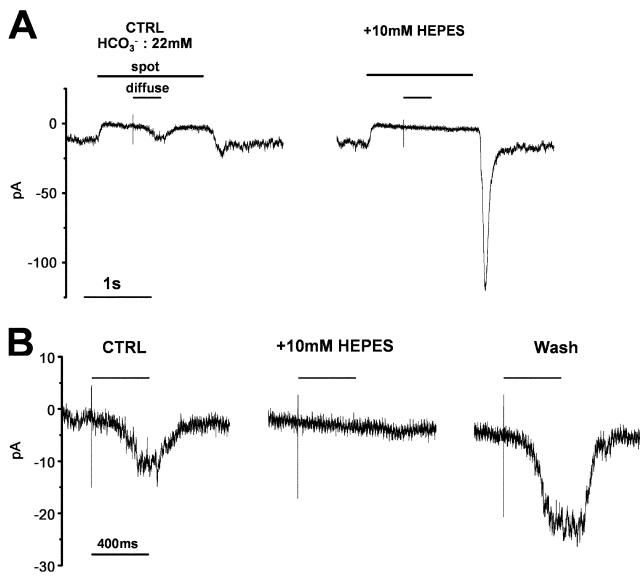 A
CTRL
HCO3- : 22mM
+10mM HEPES
spot
diffuse
0
-50
-100
pA
1s
B
CTRL
+10mM HEPES
Wash
10
0
-10
-20
-30
pA
400ms